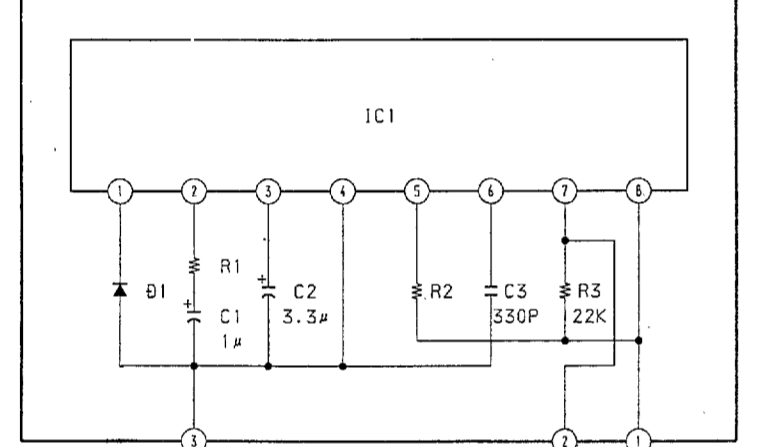 IC1
1 2 3 4 5 6 7 8
R1
D1 C2 R2 C3 R3
C1 3.3μ 330P 22K
1μ
3 2 1